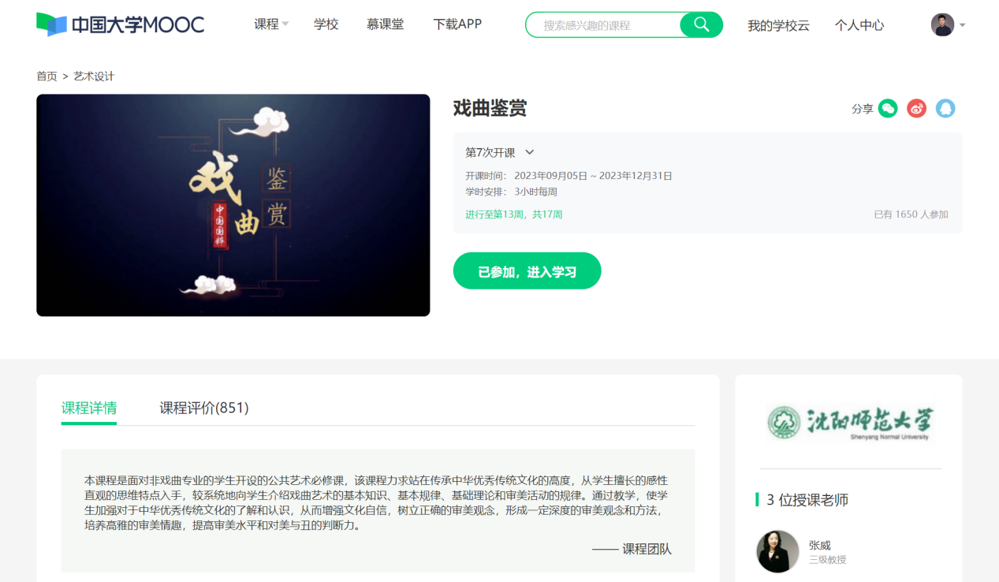 中国大学MOOC
课程
学校
慕课堂
下载APP
搜索感兴趣的课程
我的学校云
个人中心
首页 > 艺术设计
戏曲
鉴赏
中国国粹
戏曲鉴赏
分享
第7次开课
开课时间： 2023年09月05日 ~ 2023年12月31日
学时安排： 3小时每周
进行至第13周，共17周
已有 1650 人参加
已参加，进入学习
课程详情
课程评价(851)
本课程是面对非戏曲专业的学生开设的公共艺术必修课，该课程力求站在传承中华优秀传统文化的高度，从学生擅长的感性
直观的思维特点入手，较系统地向学生介绍戏曲艺术的基本知识、基本规律、基础理论和审美活动的规律。通过教学，使学
生加强对于中华优秀传统文化的了解和认识，从而增强文化自信，树立正确的审美观念，形成一定深度的审美观念和方法，
培养高雅的审美情趣，提高审美水平和对美与丑的判断力。
—— 课程团队
沈阳师范大学
Shenyang Normal University
3 位授课老师
张威
三级教授